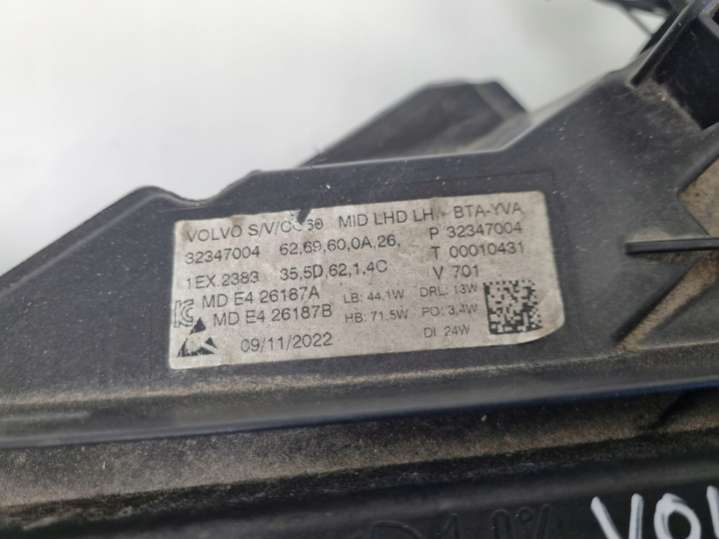 VOLVO S/V/ MID LHD LH BTA-YVA
32347004 62,69,60,0A,26, P 32347004
1EX.2383 35,5D,62,1.4C T 00010431
V 701
MD E4 26187A LB: 44.1W DRL: 13W
MD E4 26187B HB: 71.5W PO: 3.4W
09/11/2022 DI 24W
VOL